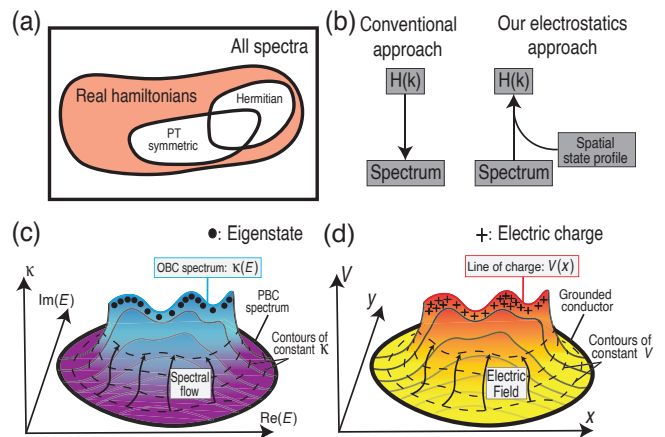 (a)
All spectra
Real hamiltonians
Hermitian
PT
symmetric
(b)
Conventional
approach
Our electrostatics
approach
H(k)
H(k)
Spatial
state profile
Spectrum
Spectrum
(c)
●: Eigenstate
κ
OBC spectrum: κ(E)
Im(E)
PBC
spectrum
Contours of
constant κ
Spectral
flow
Re(E)
(d)
+: Electric charge
V
Line of charge: V(x)
y
Grounded
conductor
Contours of
constant V
Electric
Field
x